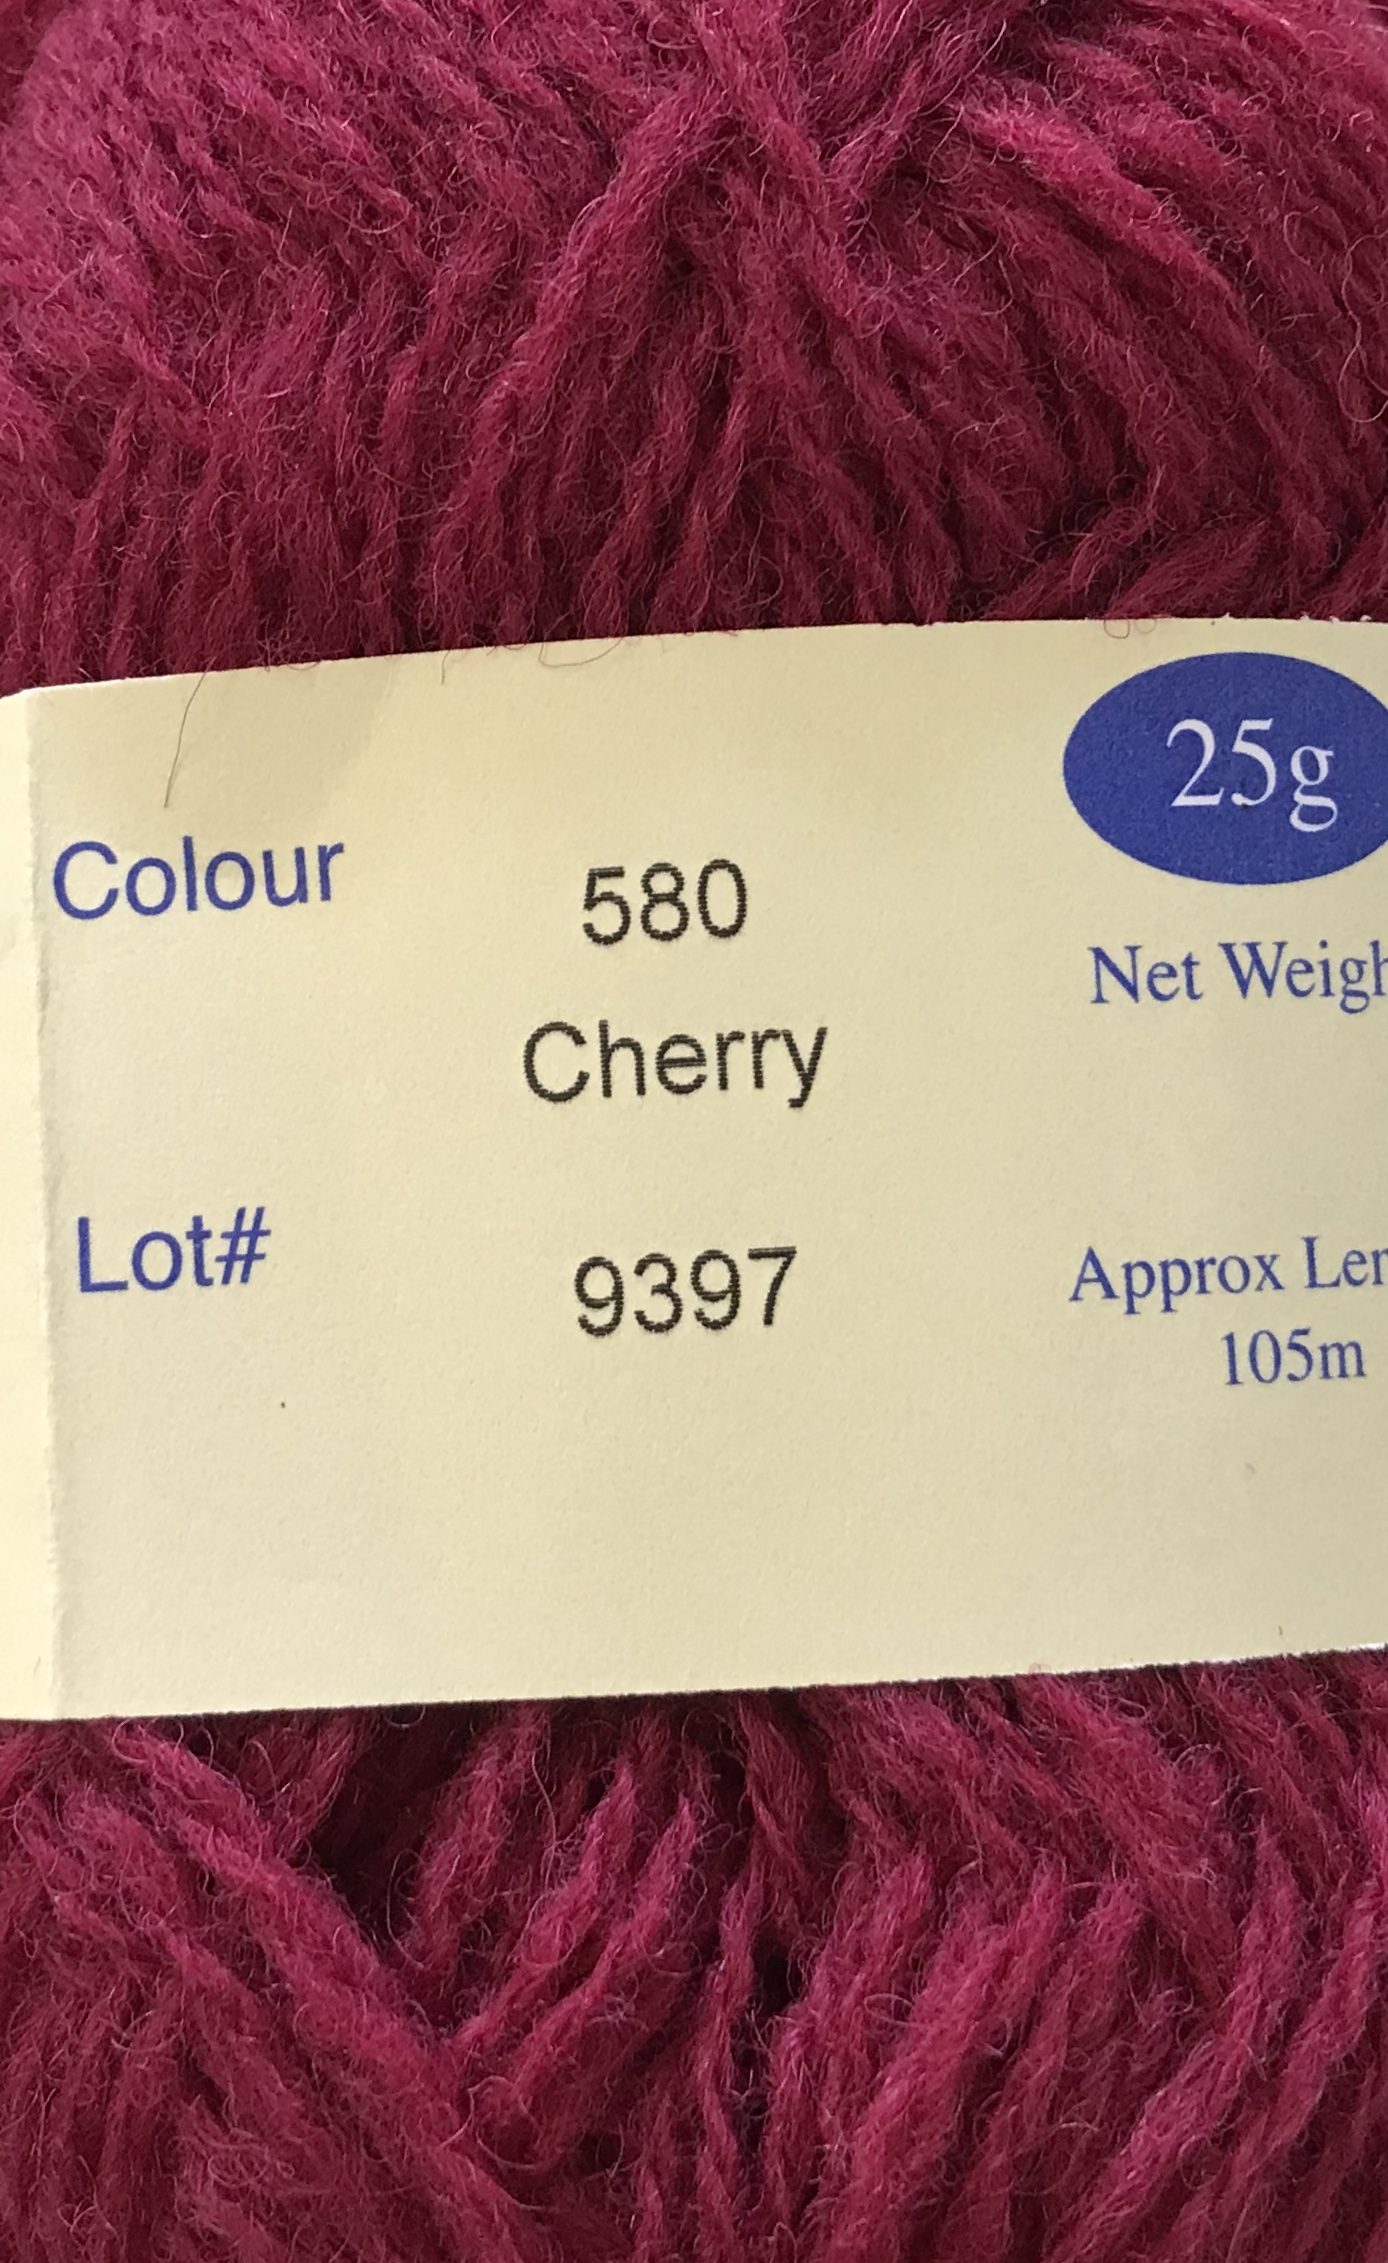 25g
Colour 580
Net Weigh
Cherry
Lot# 9397
Approx Len
105m